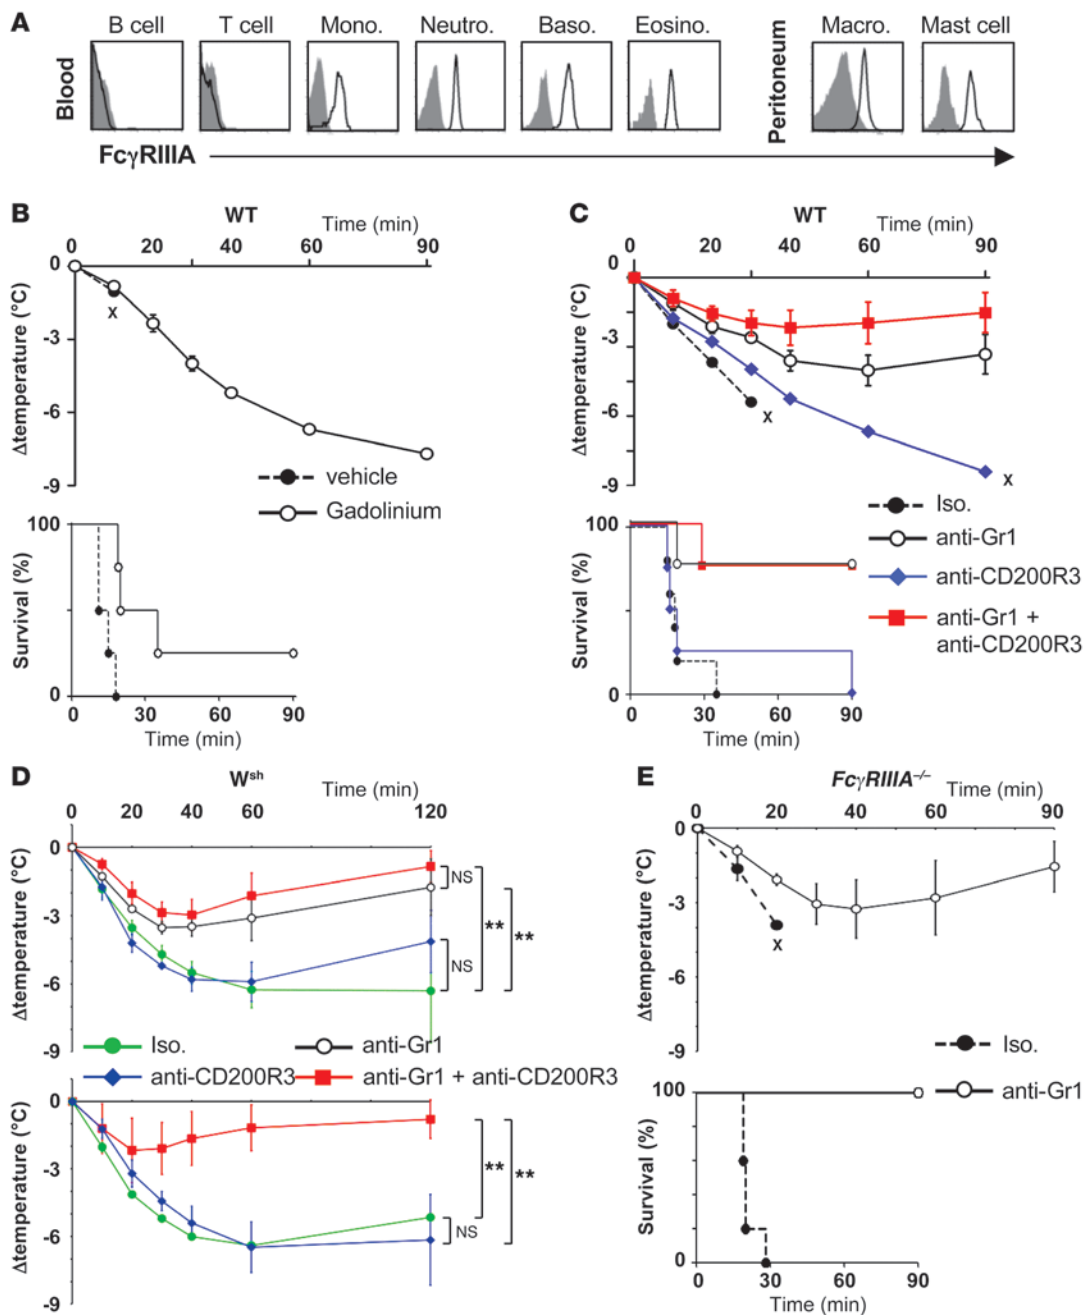 A
B cell T cell Mono. Neutro. Baso. Eosino. Macro. Mast cell
Blood
Peritoneum
FcγRIIIA
B
WT
Time (min)
0 20 40 60 90
0
-3
-6
-9
Δtemperature (°C)
X
vehicle
Gadolinium
100
0
Survival (%)
0 30 60 90
Time (min)
C
WT
Time (min)
0 20 40 60 90
0
-3
-6
-9
Δtemperature (°C)
X
X
Iso.
anti-Gr1
anti-CD200R3
anti-Gr1 +
anti-CD200R3
100
0
Survival (%)
0 30 60 90
Time (min)
D
Wsh
Time (min)
0 20 40 60 120
0
-3
-6
-9
Δtemperature (°C)
NS
NS
**
**
Iso.
anti-Gr1
anti-CD200R3
anti-Gr1 + anti-CD200R3
0
-3
-6
-9
Δtemperature (°C)
**
**
NS
E
FcγRIIIA–/–
Time (min)
0 20 40 60 90
0
-3
-6
-9
Δtemperature (°C)
X
Iso.
anti-Gr1
100
0
Survival (%)
0 30 60 90
Time (min)